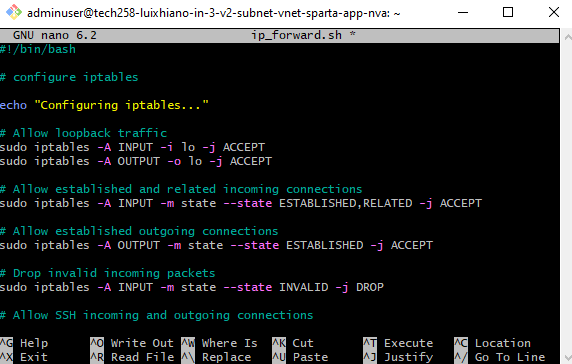 adminuser@tech258-luixhiano-in-3-v2-subnet-vnet-sparta-app-nva: ~
GNU nano 6.2 ip_forward.sh *
#!/bin/bash
# configure iptables
echo "Configuring iptables..."
# Allow loopback traffic
sudo iptables -A INPUT -i lo -j ACCEPT
sudo iptables -A OUTPUT -o lo -j ACCEPT
# Allow established and related incoming connections
sudo iptables -A INPUT -m state --state ESTABLISHED,RELATED -j ACCEPT
# Allow established outgoing connections
sudo iptables -A OUTPUT -m state --state ESTABLISHED -j ACCEPT
# Drop invalid incoming packets
sudo iptables -A INPUT -m state --state INVALID -j DROP
# Allow SSH incoming and outgoing connections
^G Help ^O Write Out ^W Where Is ^K Cut ^T Execute ^C Location
^X Exit ^R Read File ^\ Replace ^U Paste ^J Justify ^/ Go To Line